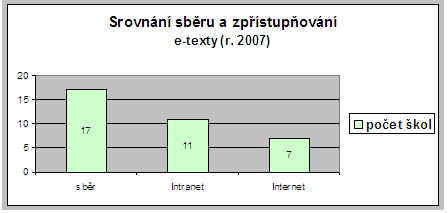 Srovnání sběru a zpřístupňování
e-texty (r. 2007)
20
15
10
5
0
17
11
7
sběr
Intranet
Internet
počet škol